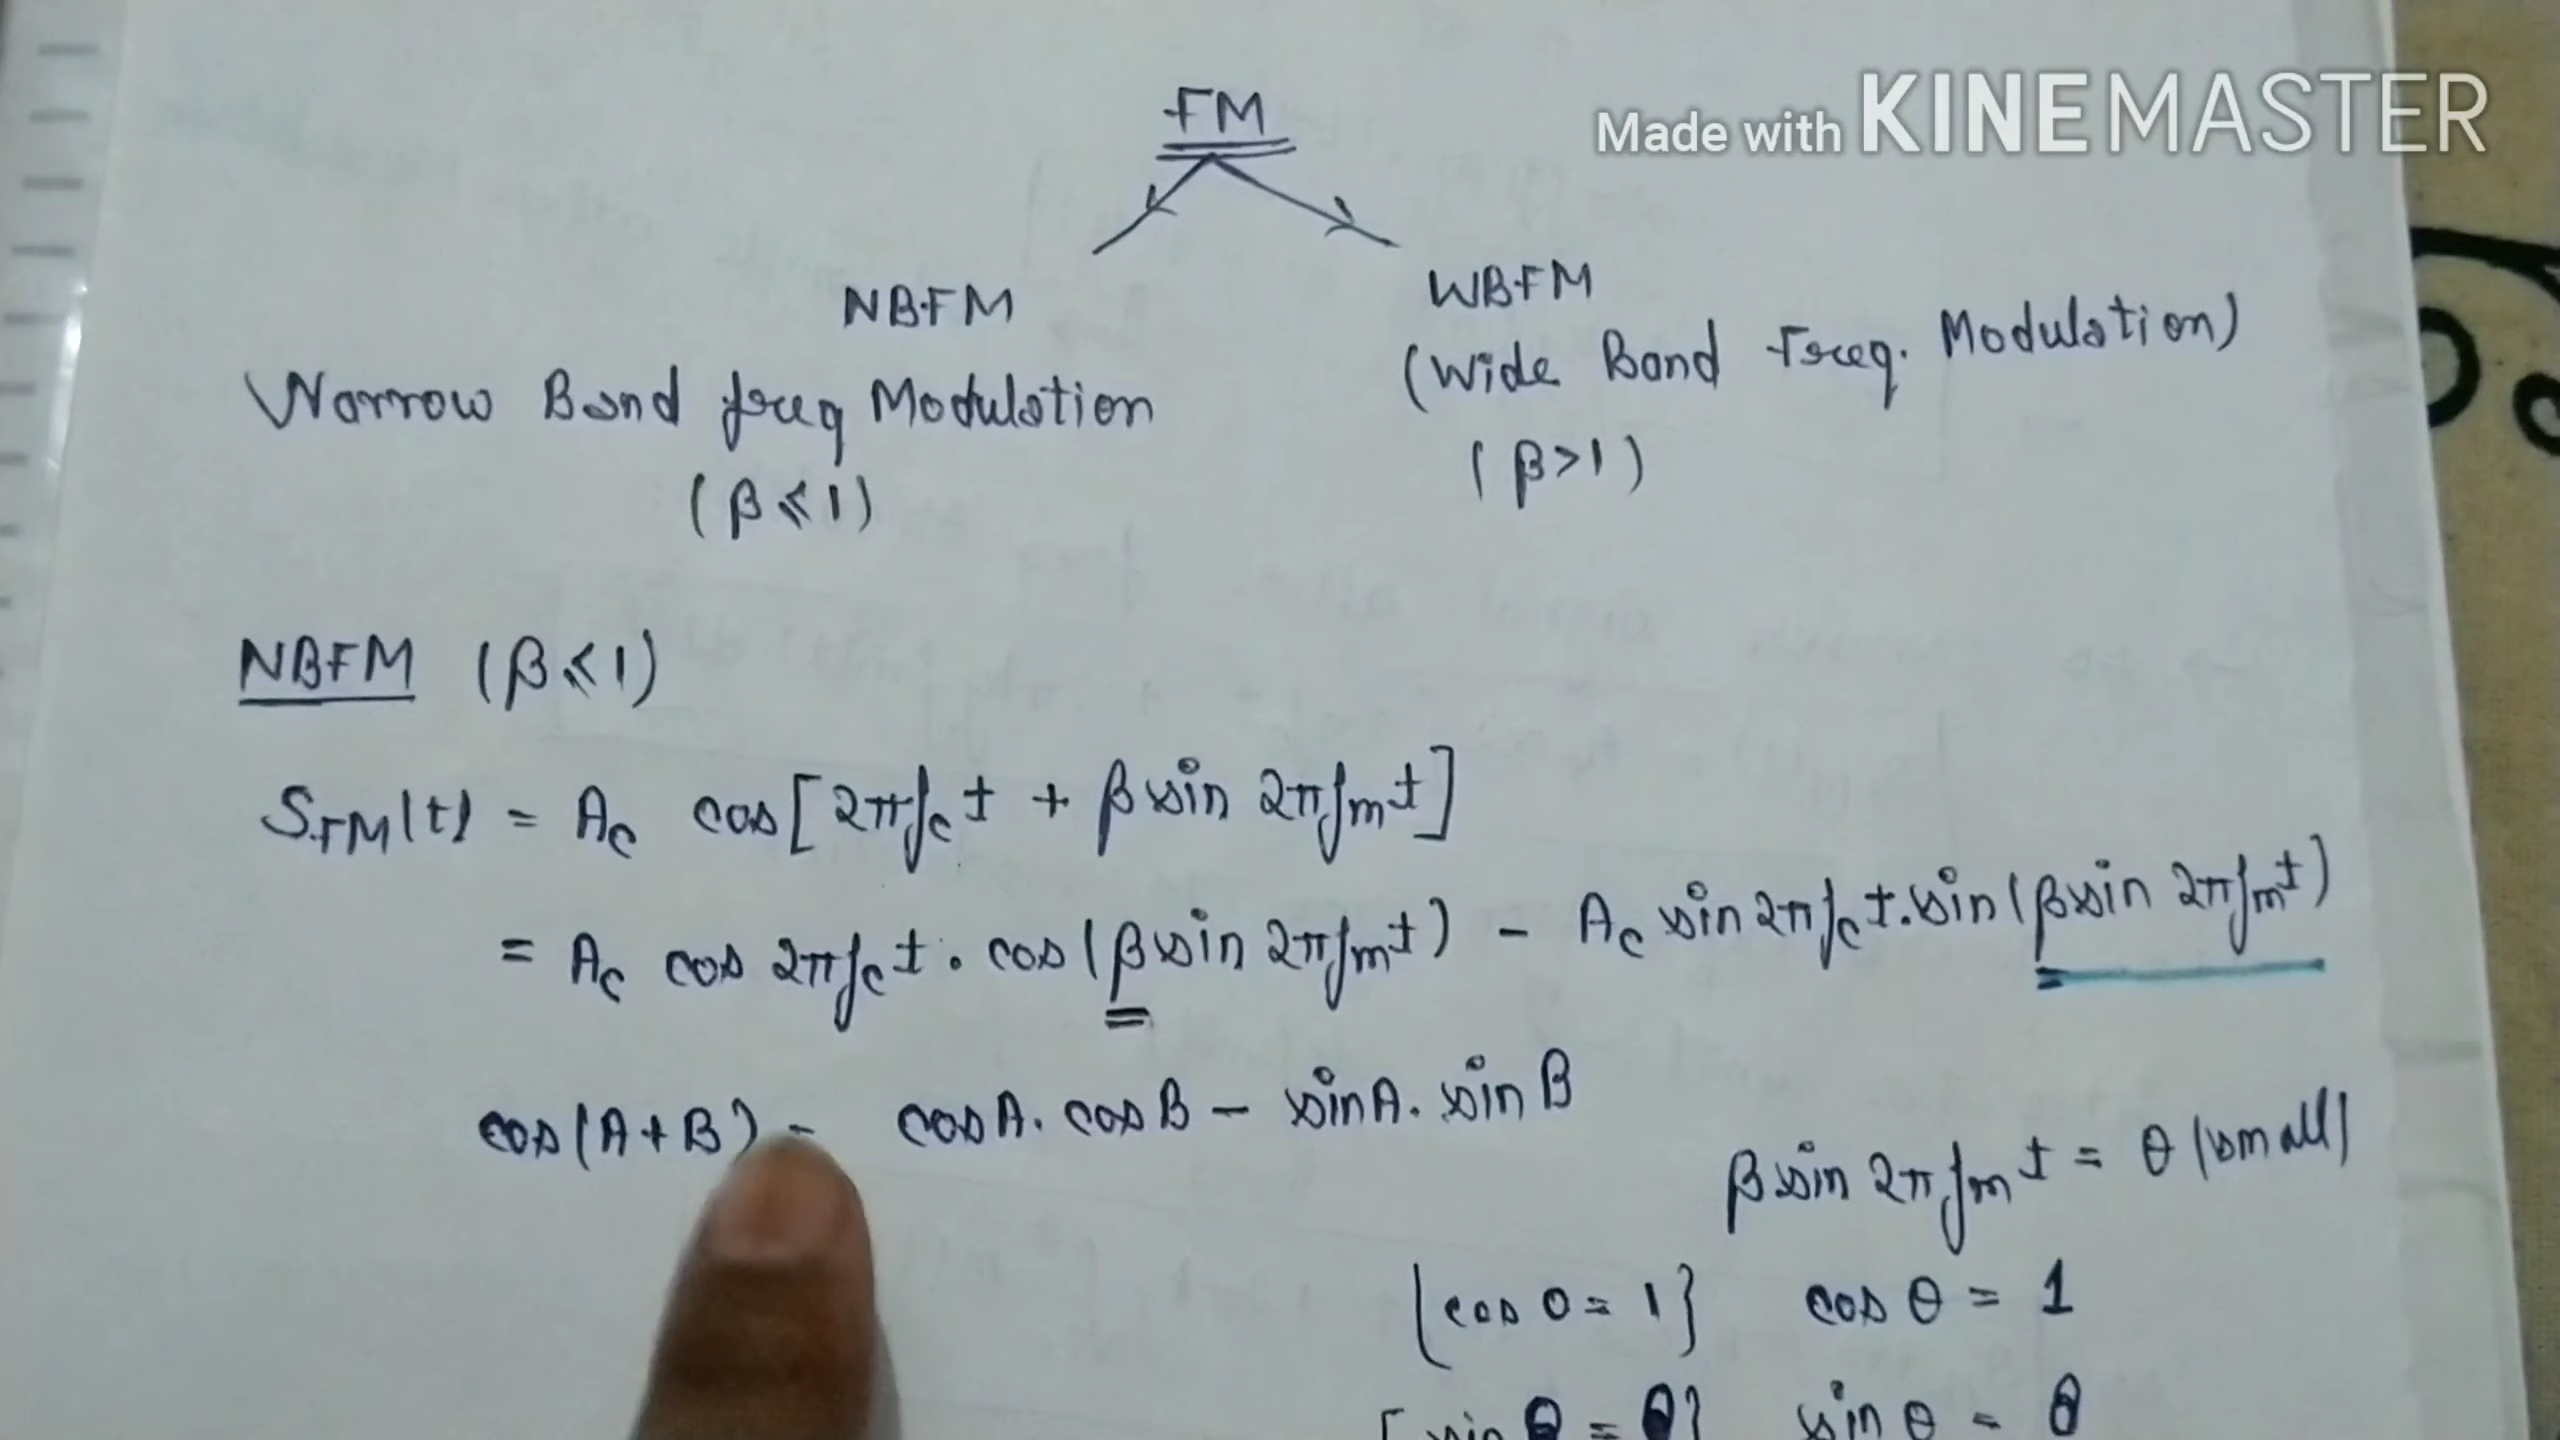 Made with KINEMASTER
FM
NBFM
WBFM
Narrow Band freq Modulation
(Wide Band Freq. Modulation)
(β≤1)
(β>1)
NBFM (β≤1)
S_FM(t) = Ac cos[2πfct + β sin 2πfmt]
= Ac cos 2πfct . cos(β sin 2πfmt) - Ac sin 2πfct . sin(β sin 2πfmt)
cos(A+B) = cosA. cosB - sinA. sinB
β sin 2πfmt = θ (small)
{cos 0 = 1} cos θ = 1
[sin θ = θ] sin θ = θ